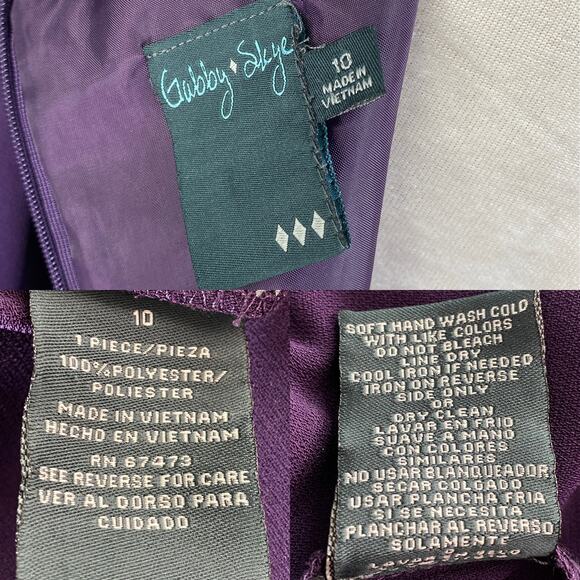 Gabby Skye
10
MADE IN
VIETNAM
10
1 PIECE/PIEZA
100%POLYESTER/
POLIESTER
MADE IN VIETNAM
HECHO EN VIETNAM
RN 67473
SEE REVERSE FOR CARE
VER AL DORSO PARA
CUIDADO
SOFT HAND WASH COLD
WITH LIKE COLORS
DO NOT BLEACH
LINE DRY
COOL IRON IF NEEDED
IRON ON REVERSE
SIDE ONLY
OR
DRY CLEAN
LAVAR EN FRIO
SUAVE A MANO
CON COLORES
SIMILARES
NO USAR BLANQUEADOR
SECAR COLGADO
USAR PLANCHA FRIA
SI SE NECESITA
PLANCHAR AL REVERSO
SOLAMENTE
O
LAVAR EN SECO